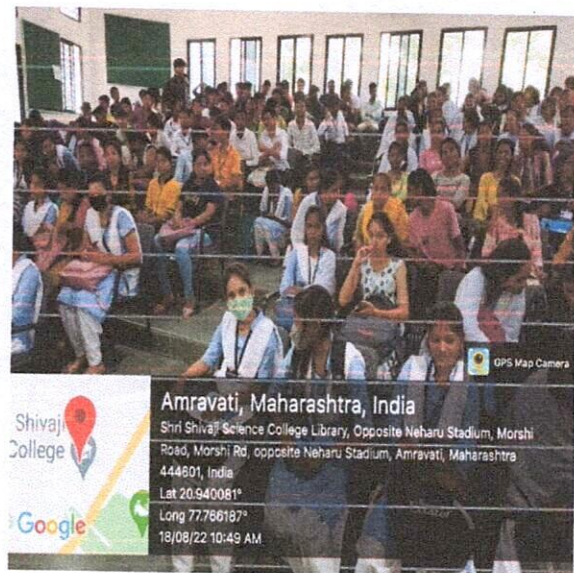 GPS Map Camera
Amravati, Maharashtra, India
Shri Shivaji Science College Library, Opposite Neharu Stadium, Morshi
Road, Morshi Rd, opposite Neharu Stadium, Amravati, Maharashtra
444601, India
Lat 20.940081°
Long 77.766187°
18/08/22 10:49 AM
Shivaji
College
Google